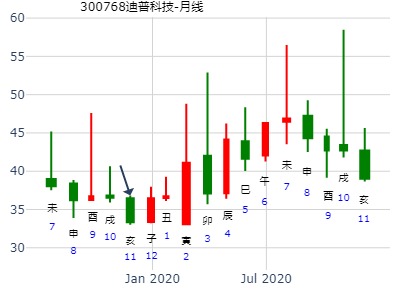 300768迪普科技-月线
60
55
50
45
40
35
30
未
7
申
8
酉
9
戌
10
亥
11
子
12
丑
1
寅
2
卯
3
辰
4
巳
5
午
6
未
7
申
8
酉
9
戌
10
亥
11
Jan 2020
Jul 2020